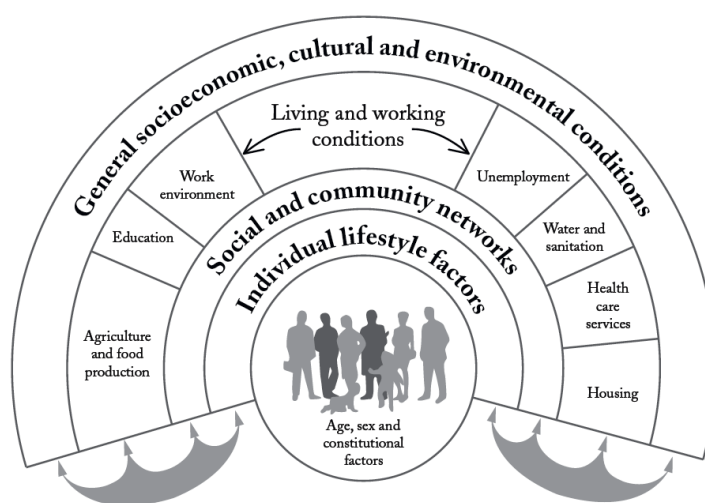 General socioeconomic, cultural and environmental conditions
Living and working
conditions
Work
environment
Unemployment
Education
Water and
sanitation
Agriculture
and food
production
Health
care
services
Housing
Social and community networks
Individual lifestyle factors
Age, sex and
constitutional
factors